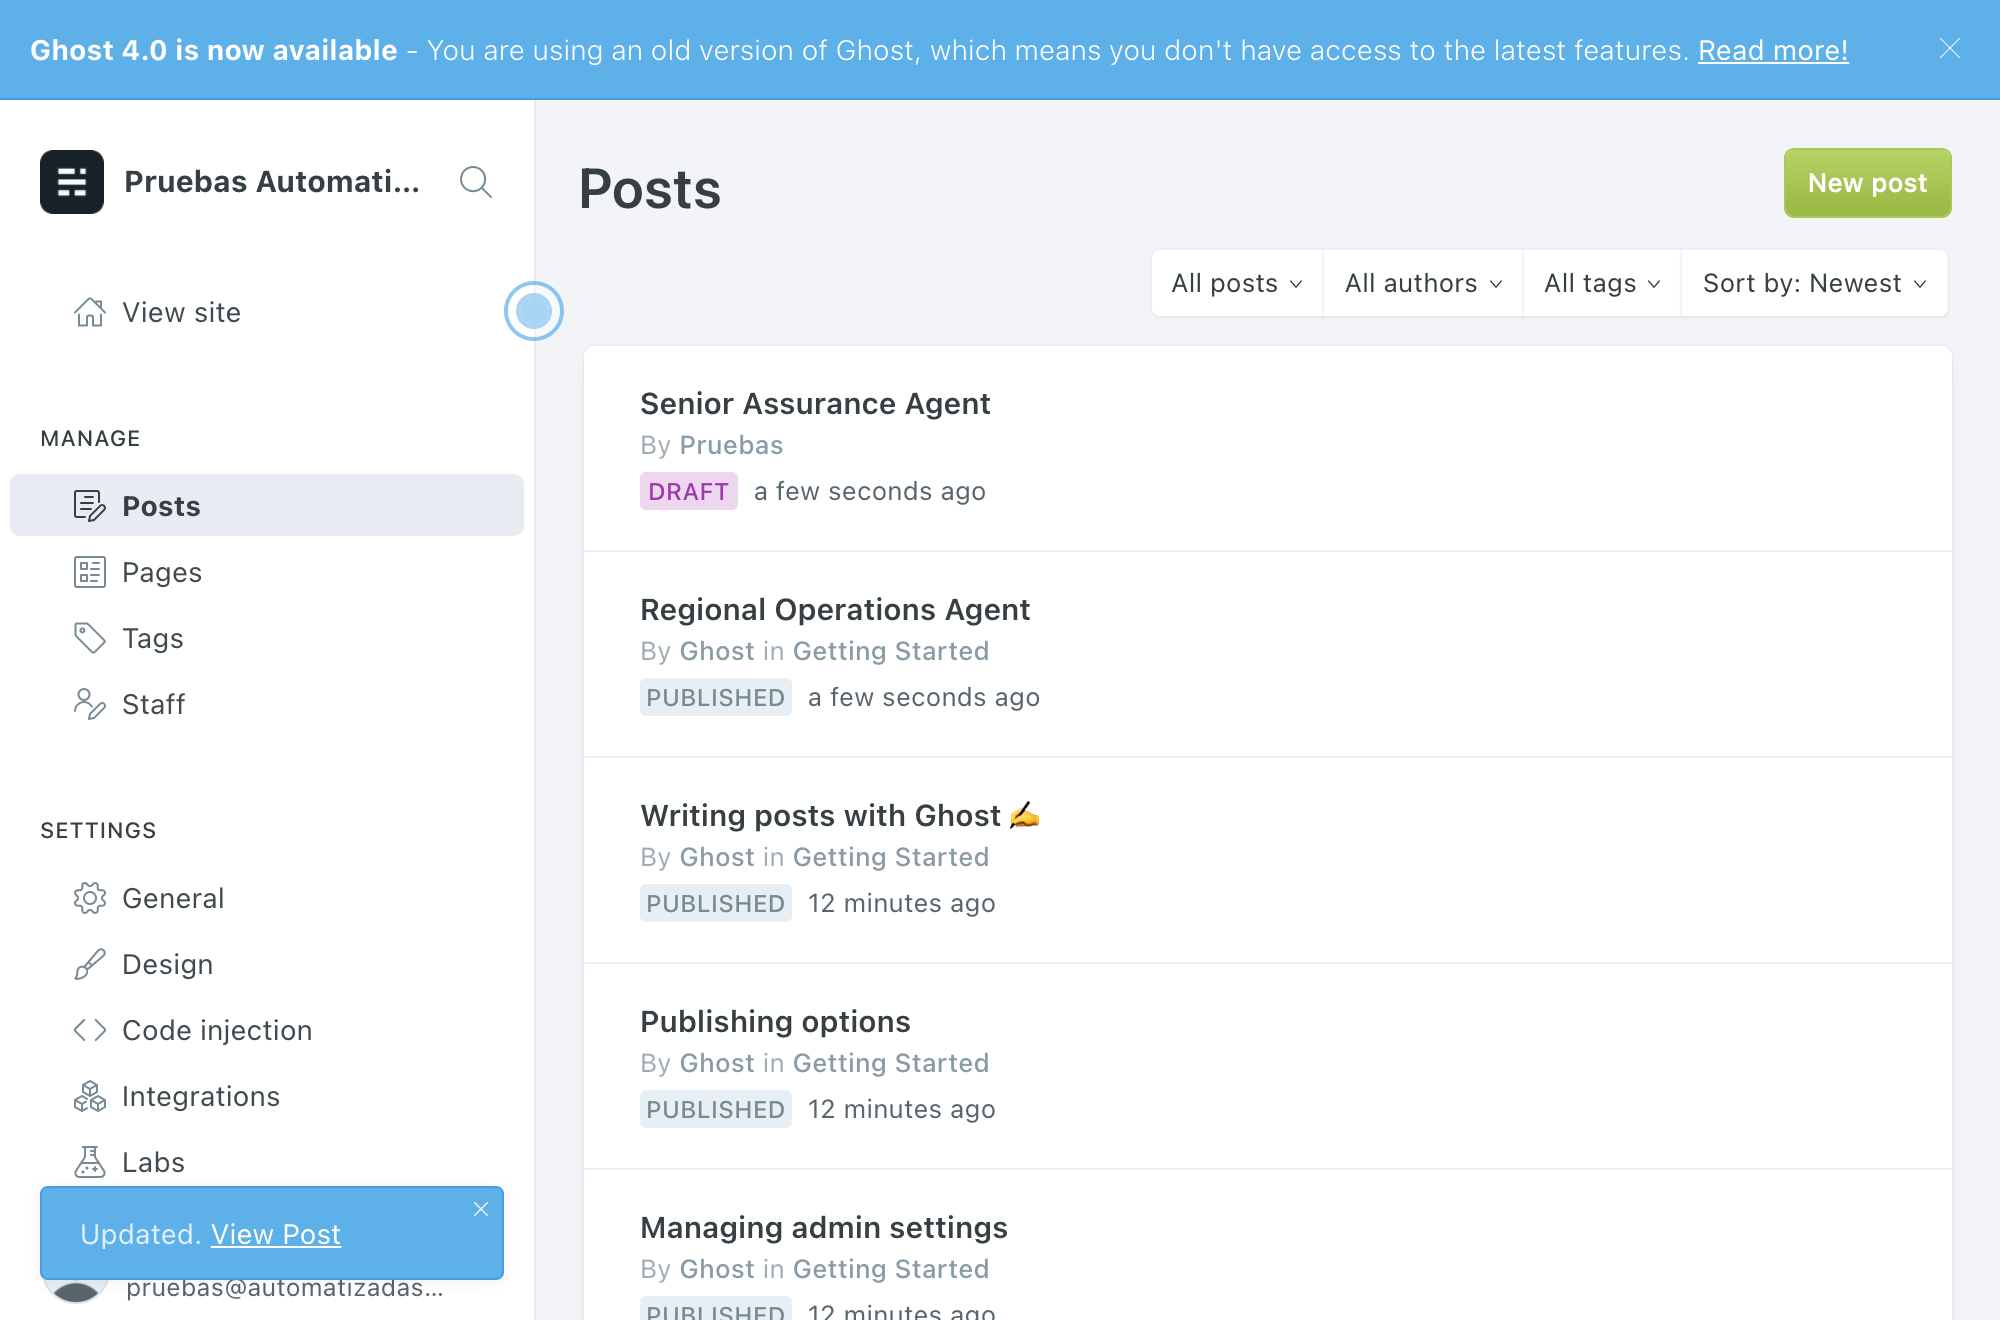 Ghost 4.0 is now available - You are using an old version of Ghost, which means you don't have access to the latest features. Read more!
Pruebas Automati...
View site
MANAGE
Posts
Pages
Tags
Staff
SETTINGS
General
Design
Code injection
Integrations
Labs
Updated. View Post
pruebas@automatizadas...
Posts
New post
All posts
All authors
All tags
Sort by: Newest
Senior Assurance Agent
By Pruebas
DRAFT a few seconds ago
Regional Operations Agent
By Ghost in Getting Started
PUBLISHED a few seconds ago
Writing posts with Ghost ✍️
By Ghost in Getting Started
PUBLISHED 12 minutes ago
Publishing options
By Ghost in Getting Started
PUBLISHED 12 minutes ago
Managing admin settings
By Ghost in Getting Started
PUBLISHED 12 minutes ago